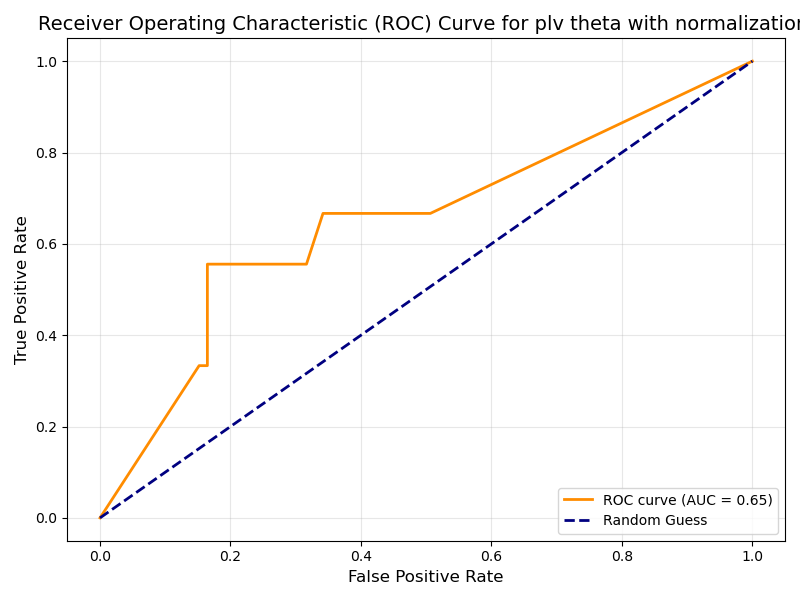 Receiver Operating Characteristic (ROC) Curve for plv theta with normalization
1.0
0.8
0.6
0.4
0.2
0.0
True Positive Rate
0.0 0.2 0.4 0.6 0.8 1.0
False Positive Rate
ROC curve (AUC = 0.65)
Random Guess